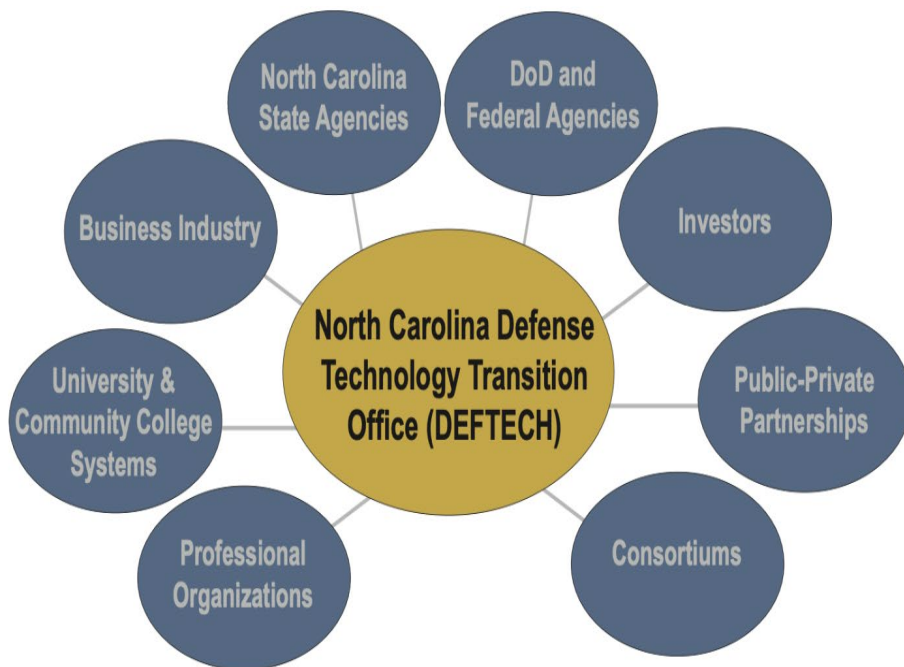 North Carolina
State Agencies
DoD and
Federal Agencies
Business Industry
Investors
North Carolina Defense
Technology Transition
Office (DEFTECH)
University &
Community College
Systems
Public-Private
Partnerships
Professional
Organizations
Consortiums